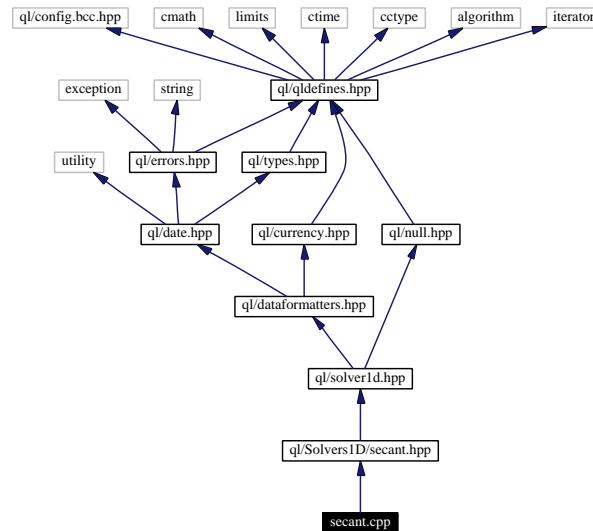 ql/config.bcc.hpp cmath limits ctime cctype algorithm iterator
exception string ql/qldefines.hpp
utility ql/errors.hpp ql/types.hpp
ql/date.hpp ql/currency.hpp ql/null.hpp
ql/dataformatters.hpp
ql/solver1d.hpp
ql/Solvers1D/secant.hpp
secant.cpp